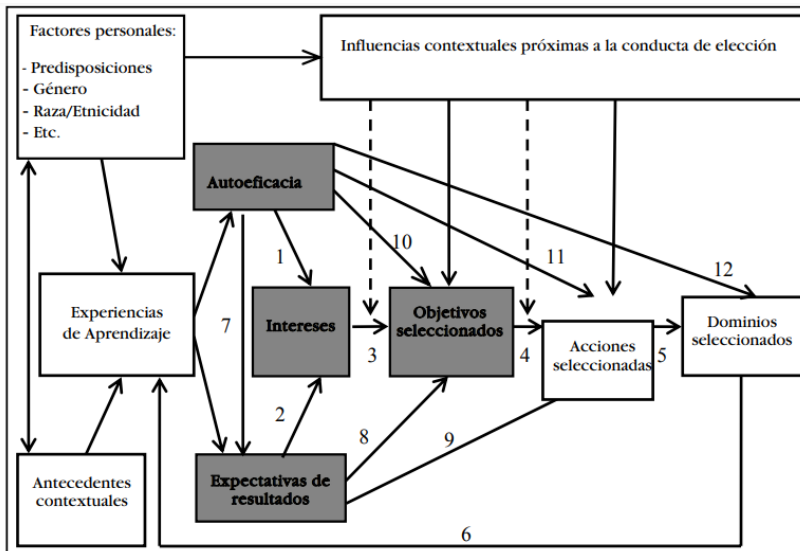 Factores personales:
- Predisposiciones
- Género
- Raza/Etnicidad
- Etc.
Influencias contextuales próximas a la conducta de elección
Autoeficacia
10
11
12
1
Experiencias
de Aprendizaje
7
Intereses
3
Objetivos
seleccionados
4
Acciones
seleccionadas
5
Dominios
seleccionado
2
8
9
Antecedentes
contextuales
Expectativas de
resultados
6